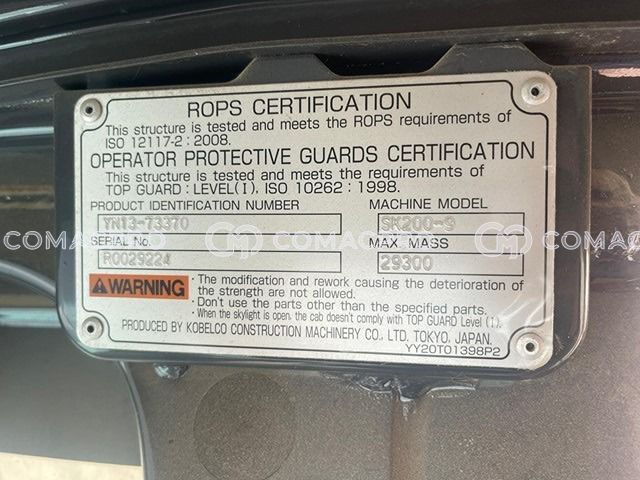 ROPS CERTIFICATION
This structure is tested and meets the ROPS requirements of
ISO 12117-2 : 2008.
OPERATOR PROTECTIVE GUARDS CERTIFICATION
This structure is tested and meets the requirements of
TOP GUARD : LEVEL(I). ISO 10262 : 1998.
PRODUCT IDENTIFICATION NUMBER MACHINE MODEL
YN13-73370 SK200-9
COMACPRO COMACPRO
SERIAL No. MAX. MASS
R0029224 29300
WARNING
· The modification and rework causing the deterioration of
the strength are not allowed.
· Don't use the parts other than the specified parts.
· When the skylight is open. the cab doesn't comply with TOP GUARD Level (I).
PRODUCED BY KOBELCO CONSTRUCTION MACHINERY CO., LTD. TOKYO, JAPAN.
YY20T01398P2